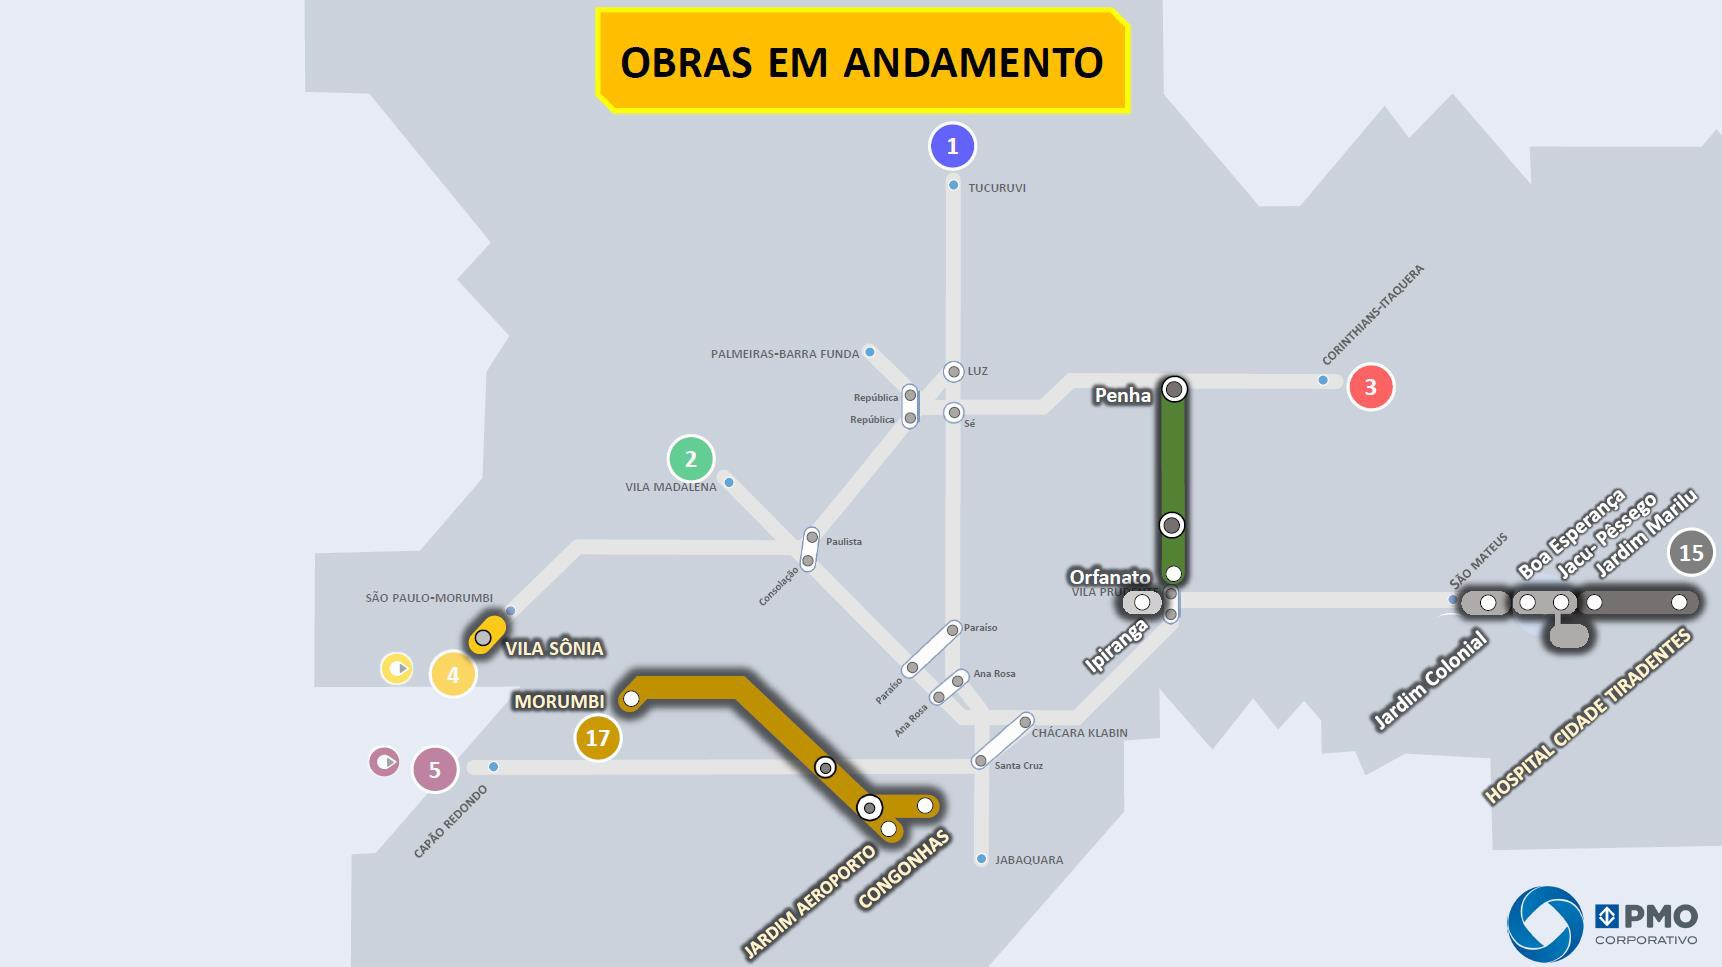 OBRAS EM ANDAMENTO
1
TUCURUVI
CORINTHIANS-ITAQUERA
PALMEIRAS-BARRA FUNDA
LUZ
3
República
República
Penha
Sé
2
VILA MADALENA
Paulista
Consolação
Boa Esperança
Jacu- Pêssego
Jardim Marilu
15
SÃO MATEUS
Orfanato
VILA PRUDENTE
SÃO PAULO-MORUMBI
Ipiranga
VILA SÔNIA
4
Paraíso
Paraíso
Ana Rosa
Ana Rosa
Jardim Colonial
HOSPITAL CIDADE TIRADENTES
MORUMBI
17
CHÁCARA KLABIN
Santa Cruz
5
CAPÃO REDONDO
JARDIM AEROPORTO
CONGONHAS
JABAQUARA
PMO
CORPORATIVO